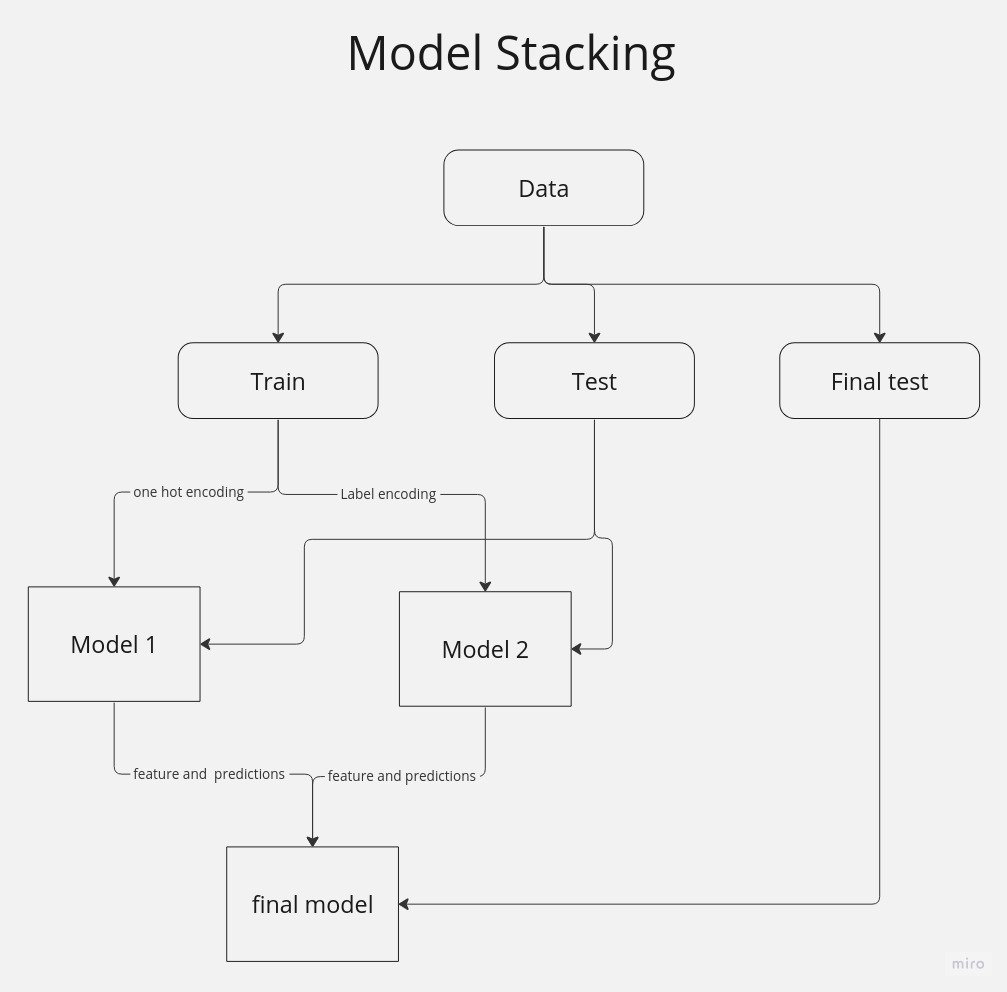 Model Stacking
Data
Train
Test
Final test
one hot encoding
Label encoding
Model 1
Model 2
feature and predictions
feature and predictions
final model
miro